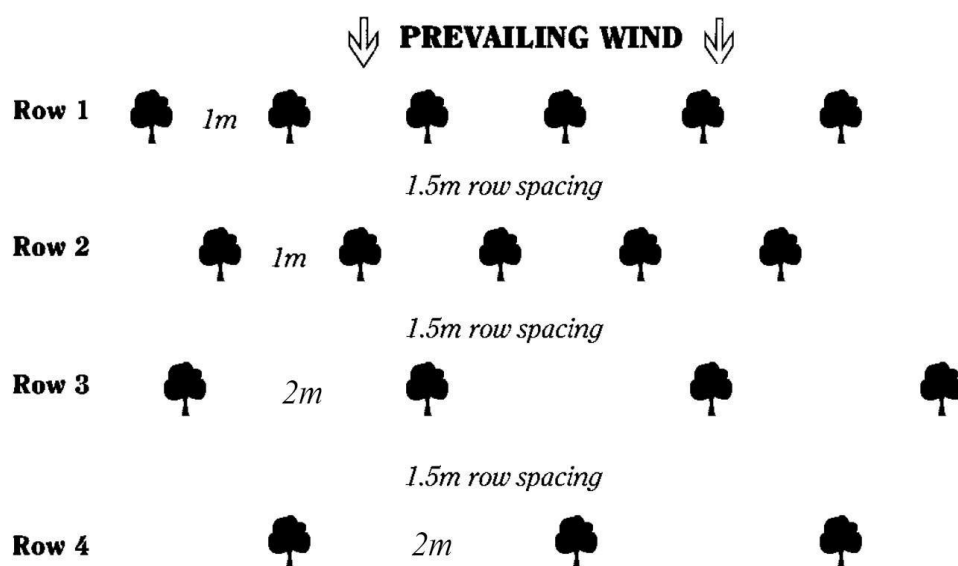 PREVAILING WIND
Row 1 1m
1.5m row spacing
Row 2 1m
1.5m row spacing
Row 3 2m
1.5m row spacing
Row 4 2m